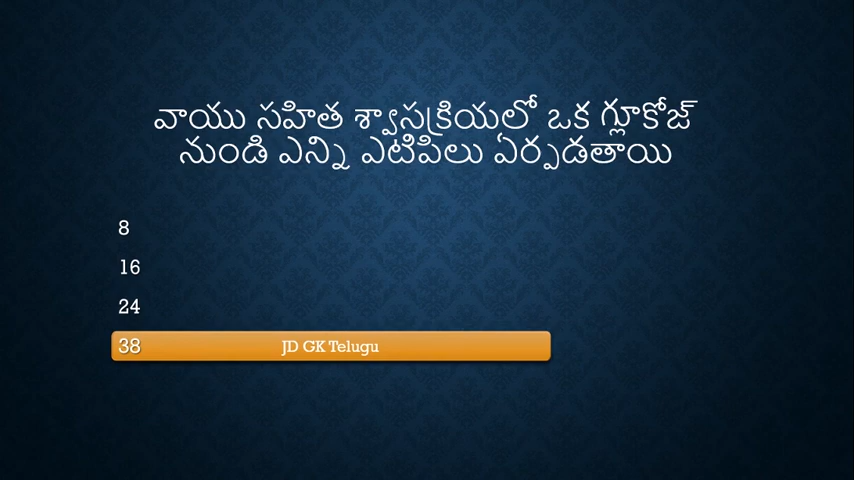 వాయు సహిత శ్వాసక్రియలో ఒక గ్లూకోజ్
నుండి ఎన్ని ఎటిపిలు ఏర్పడతాయి
8
16
24
38 JD GK Telugu